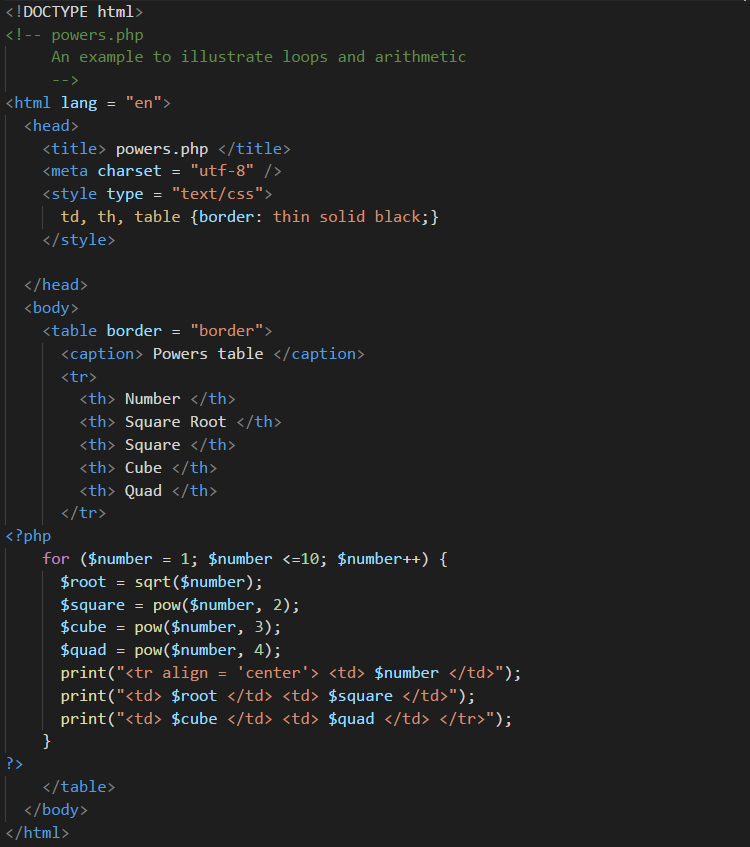 <!DOCTYPE html>
<!-- powers.php
     An example to illustrate loops and arithmetic
     -->
<html lang = "en">
  <head>
    <title> powers.php </title>
    <meta charset = "utf-8" />
    <style type = "text/css">
      td, th, table {border: thin solid black;}
    </style>

  </head>
  <body>
    <table border = "border">
      <caption> Powers table </caption>
      <tr>
        <th> Number </th>
        <th> Square Root </th>
        <th> Square </th>
        <th> Cube </th>
        <th> Quad </th>
      </tr>
<?php
    for ($number = 1; $number <=10; $number++) {
      $root = sqrt($number);
      $square = pow($number, 2);
      $cube = pow($number, 3);
      $quad = pow($number, 4);
      print("<tr align = 'center'> <td> $number </td>");
      print("<td> $root </td> <td> $square </td>");
      print("<td> $cube </td> <td> $quad </td> </tr>");
    }
?>
    </table>
  </body>
</html>